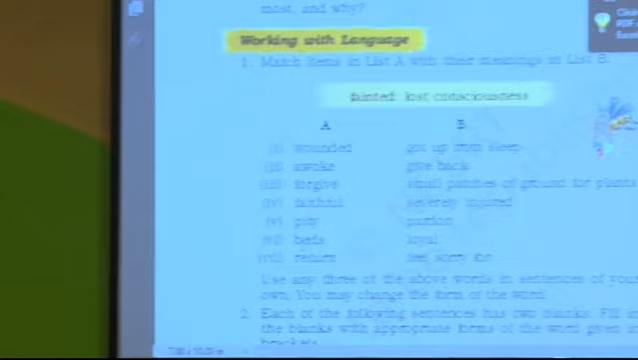 most, and why?
Working with Language
1. Match items in List A with their meanings in List B.
fainted: lost consciousness
A B
(i) wounded got up from sleep
(ii) awoke give back
(iii) forgive small patches of ground for plants
(iv) faithful severely injured
(v) pity pardon
(vi) beds loyal
(vii) return feel sorry for
Use any three of the above words in sentences of your
own. You may change the form of the word.
2. Each of the following sentences has two blanks. Fill in
the blanks with appropriate forms of the word given in
brackets.
Click
PDF